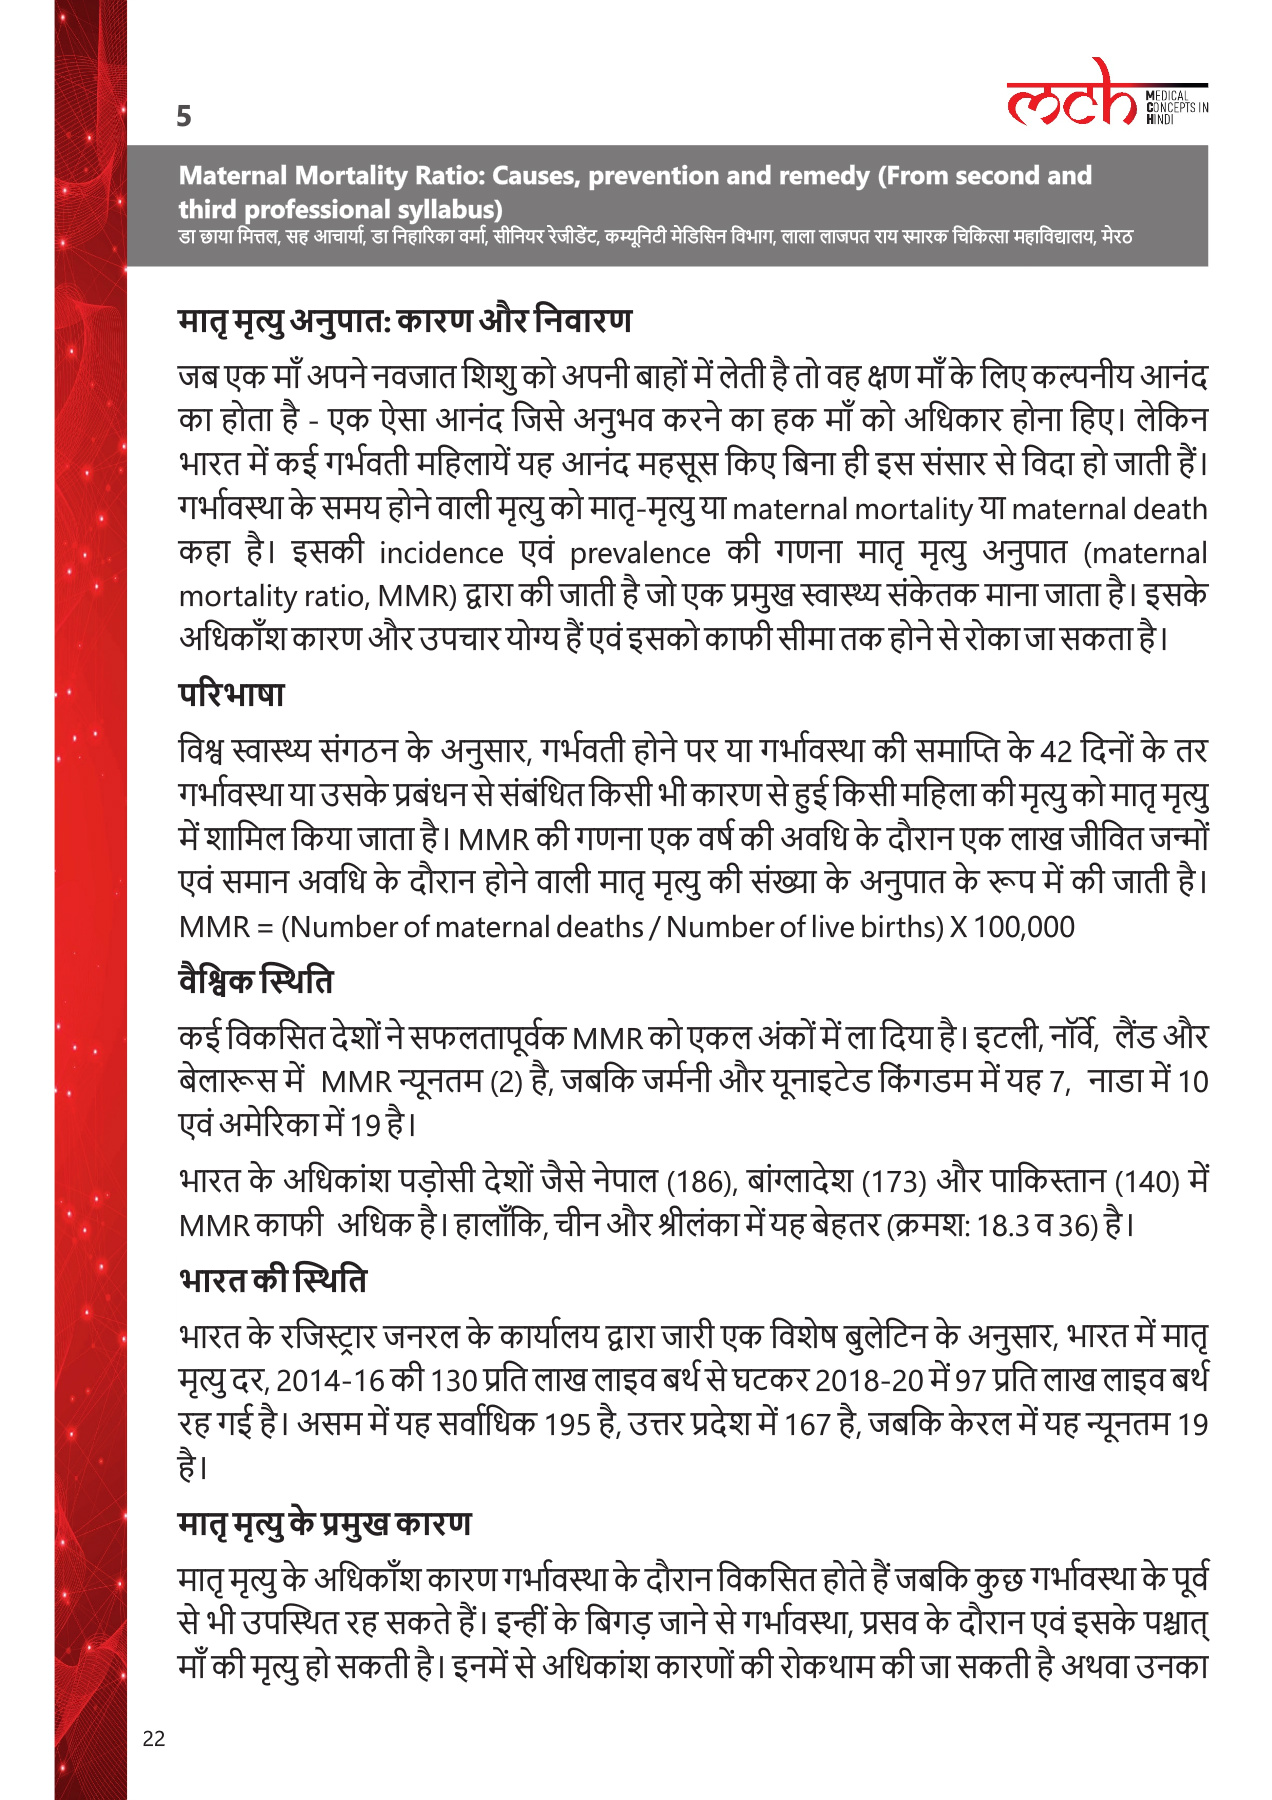 5
mch
MEDICAL
CONCEPTS IN
HINDI
Maternal Mortality Ratio: Causes, prevention and remedy (From second and
third professional syllabus)
डा छाया मित्तल, सह आचार्या, डा निहारिका वर्मा, सीनियर रेजीडेंट, कम्यूनिटी मेडिसिन विभाग, लाला लाजपत राय स्मारक चिकित्सा महाविद्यालय, मेरठ
मातृ मृत्यु अनुपात: कारण और निवारण
जब एक माँ अपने नवजात शिशु को अपनी बाहों में लेती है तो वह क्षण माँ के लिए कल्पनीय आनंद
का होता है - एक ऐसा आनंद जिसे अनुभव करने का हक माँ को अधिकार होना हिए। लेकिन
भारत में कई गर्भवती महिलायें यह आनंद महसूस किए बिना ही इस संसार से विदा हो जाती हैं।
गर्भावस्था के समय होने वाली मृत्यु को मातृ-मृत्यु या maternal mortality या maternal death
कहा है। इसकी incidence एवं prevalence की गणना मातृ मृत्यु अनुपात (maternal
mortality ratio, MMR) द्वारा की जाती है जो एक प्रमुख स्वास्थ्य संकेतक माना जाता है। इसके
अधिकाँश कारण और उपचार योग्य हैं एवं इसको काफी सीमा तक होने से रोका जा सकता है।
परिभाषा
विश्व स्वास्थ्य संगठन के अनुसार, गर्भवती होने पर या गर्भावस्था की समाप्ति के 42 दिनों के तर
गर्भावस्था या उसके प्रबंधन से संबंधित किसी भी कारण से हुई किसी महिला की मृत्यु को मातृ मृत्यु
में शामिल किया जाता है। MMR की गणना एक वर्ष की अवधि के दौरान एक लाख जीवित जन्मों
एवं समान अवधि के दौरान होने वाली मातृ मृत्यु की संख्या के अनुपात के रूप में की जाती है।
MMR = (Number of maternal deaths / Number of live births) X 100,000
वैश्विक स्थिति
कई विकसित देशों ने सफलतापूर्वक MMR को एकल अंकों में ला दिया है। इटली, नॉर्वे, लैंड और
बेलारूस में MMR न्यूनतम (2) है, जबकि जर्मनी और यूनाइटेड किंगडम में यह 7, नाडा में 10
एवं अमेरिका में 19 है।
भारत के अधिकांश पड़ोसी देशों जैसे नेपाल (186), बांग्लादेश (173) और पाकिस्तान (140) में
MMR काफी अधिक है। हालाँकि, चीन और श्रीलंका में यह बेहतर (क्रमश: 18.3 व 36) है।
भारत की स्थिति
भारत के रजिस्ट्रार जनरल के कार्यालय द्वारा जारी एक विशेष बुलेटिन के अनुसार, भारत में मातृ
मृत्यु दर, 2014-16 की 130 प्रति लाख लाइव बर्थ से घटकर 2018-20 में 97 प्रति लाख लाइव बर्थ
रह गई है। असम में यह सर्वाधिक 195 है, उत्तर प्रदेश में 167 है, जबकि केरल में यह न्यूनतम 19
है।
मातृ मृत्यु के प्रमुख कारण
मातृ मृत्यु के अधिकाँश कारण गर्भावस्था के दौरान विकसित होते हैं जबकि कुछ गर्भावस्था के पूर्व
से भी उपस्थित रह सकते हैं। इन्हीं के बिगड़ जाने से गर्भावस्था, प्रसव के दौरान एवं इसके पश्चात्
माँ की मृत्यु हो सकती है। इनमें से अधिकांश कारणों की रोकथाम की जा सकती है अथवा उनका
22